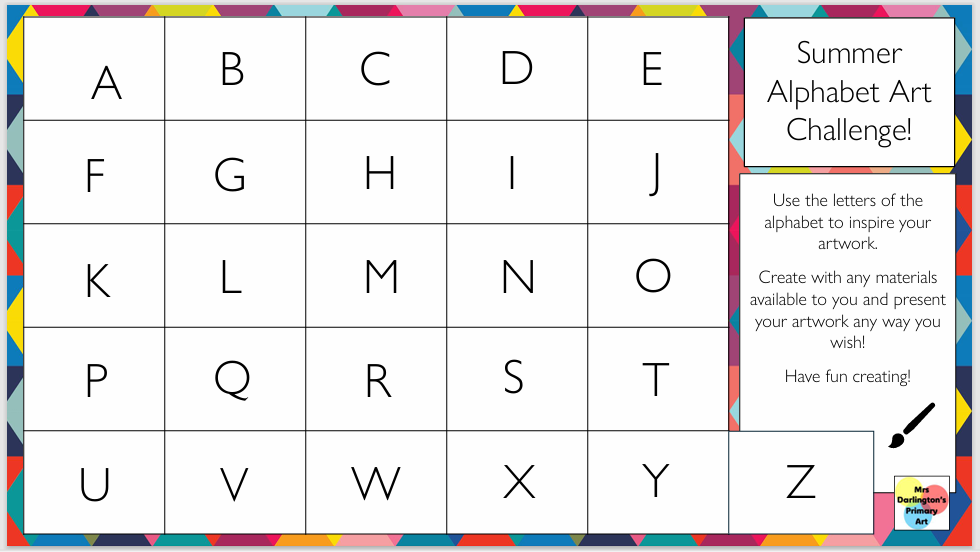 A B C D E
F G H I J
K L M N O
P Q R S T
U V W X Y Z
Summer
Alphabet Art
Challenge!
Use the letters of the
alphabet to inspire your
artwork.
Create with any materials
available to you and present
your artwork any way you
wish!
Have fun creating!
Mrs
Darlington's
Primary
Art